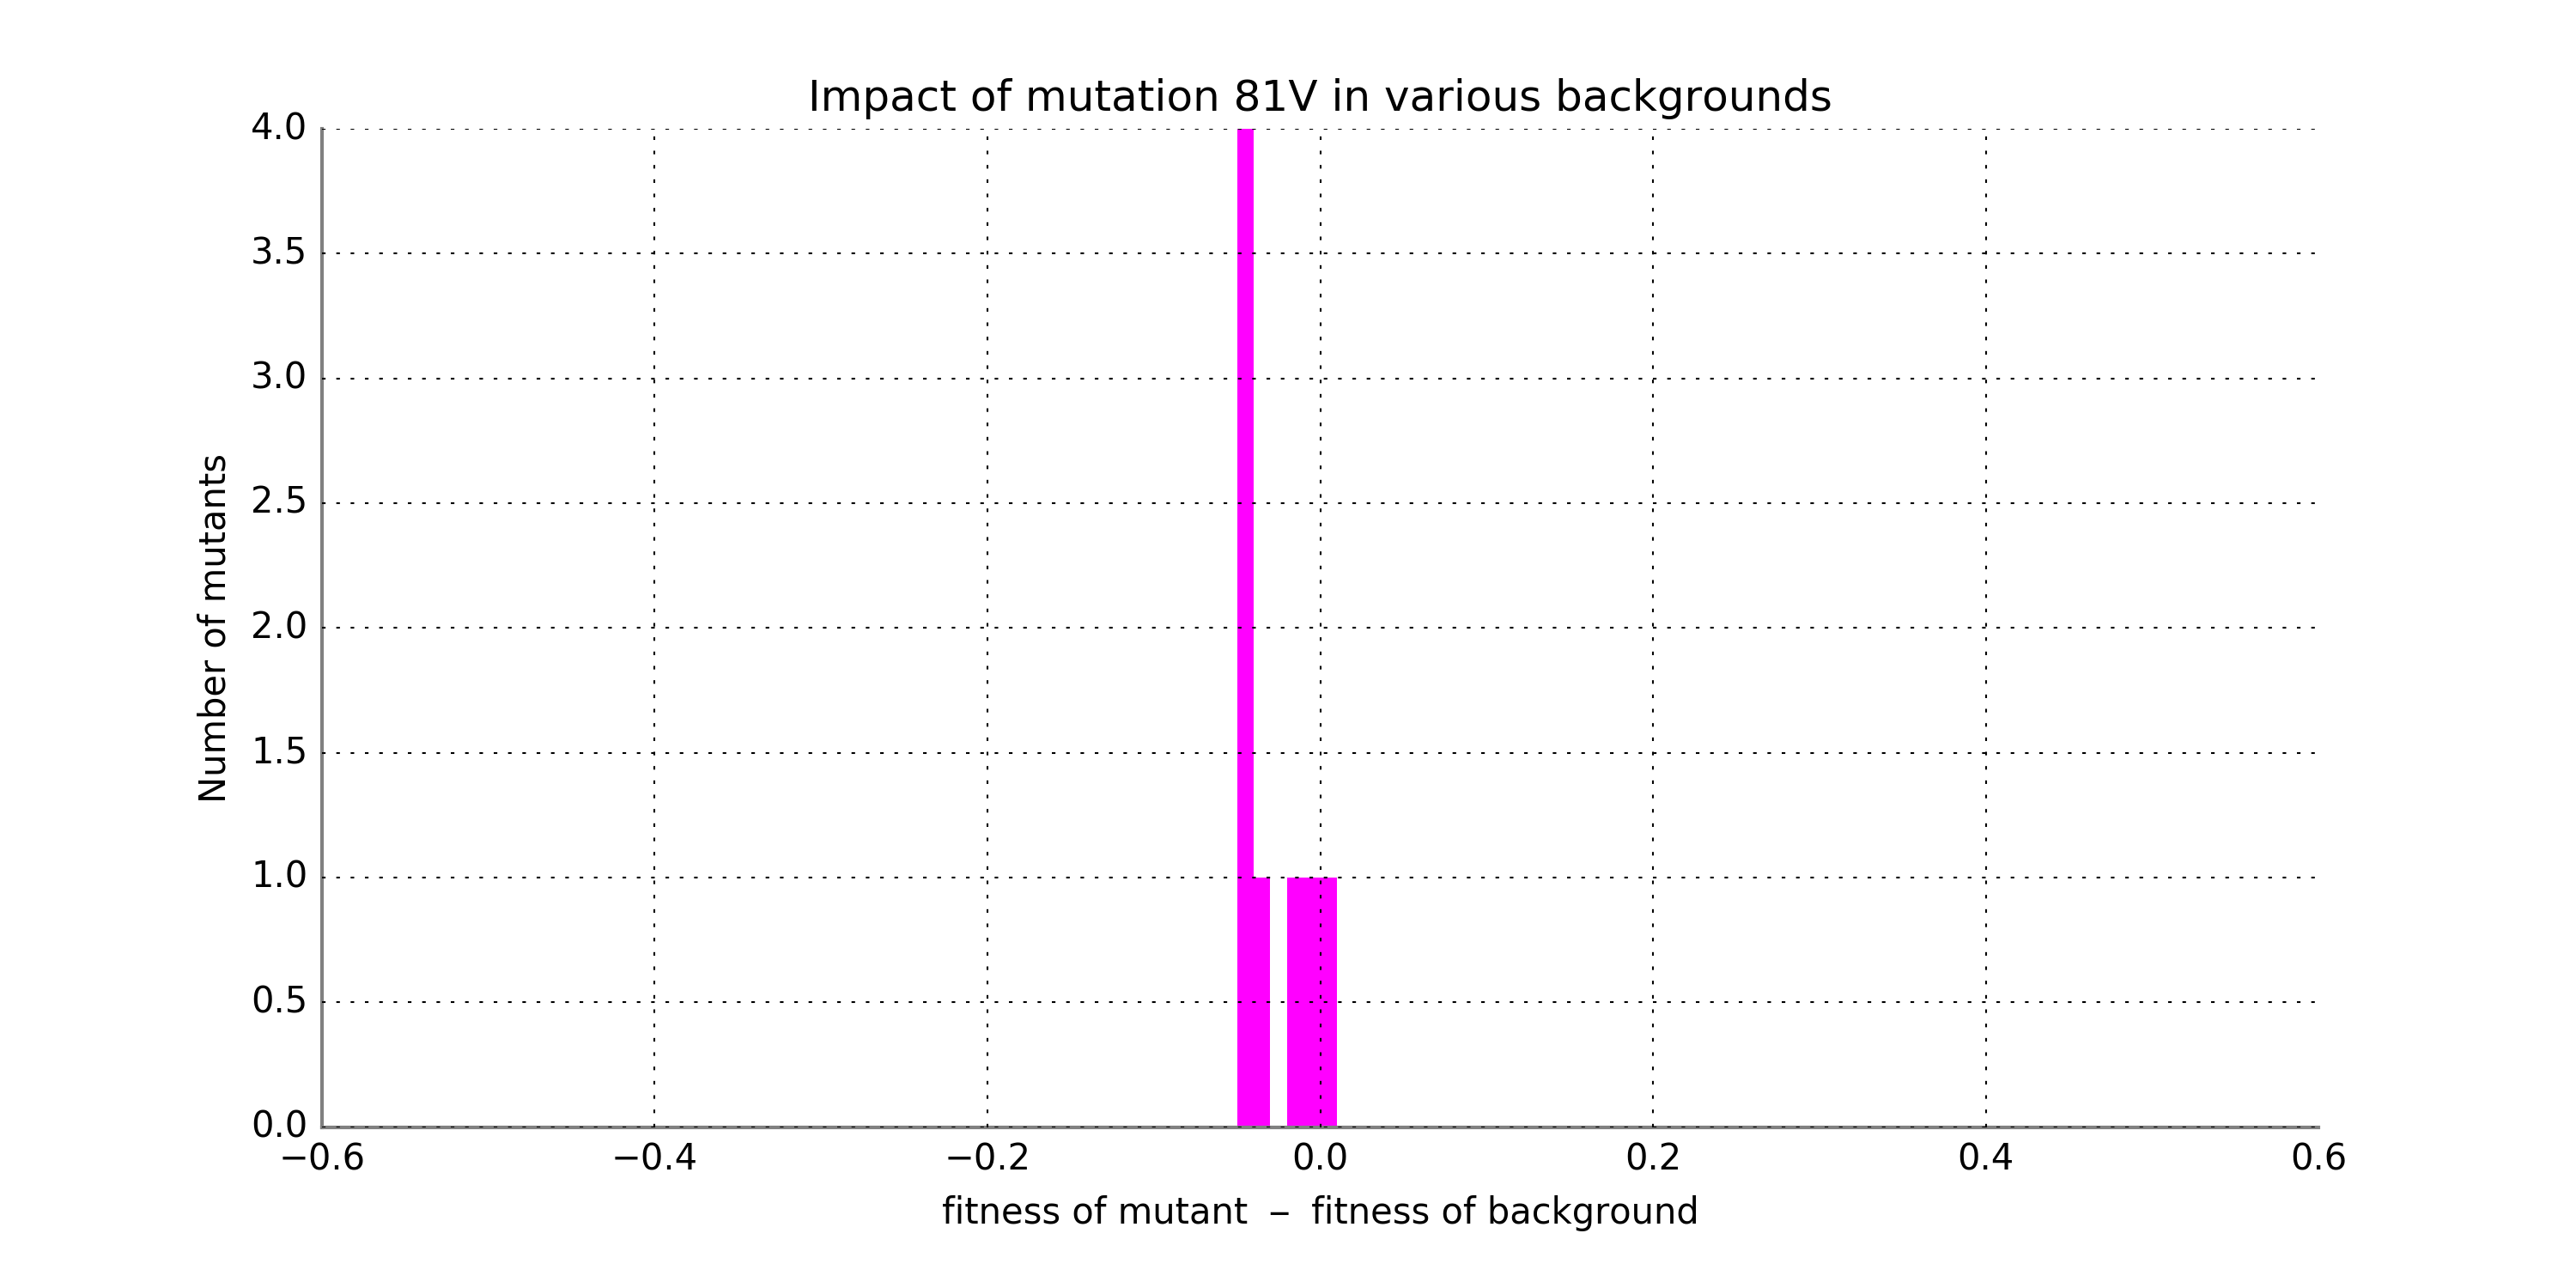 Impact of mutation 81V in various backgrounds
4.0
3.5
3.0
2.5
2.0
1.5
1.0
0.5
0.0
Number of mutants
−0.6 −0.4 −0.2 0.0 0.2 0.4 0.6
fitness of mutant − fitness of background